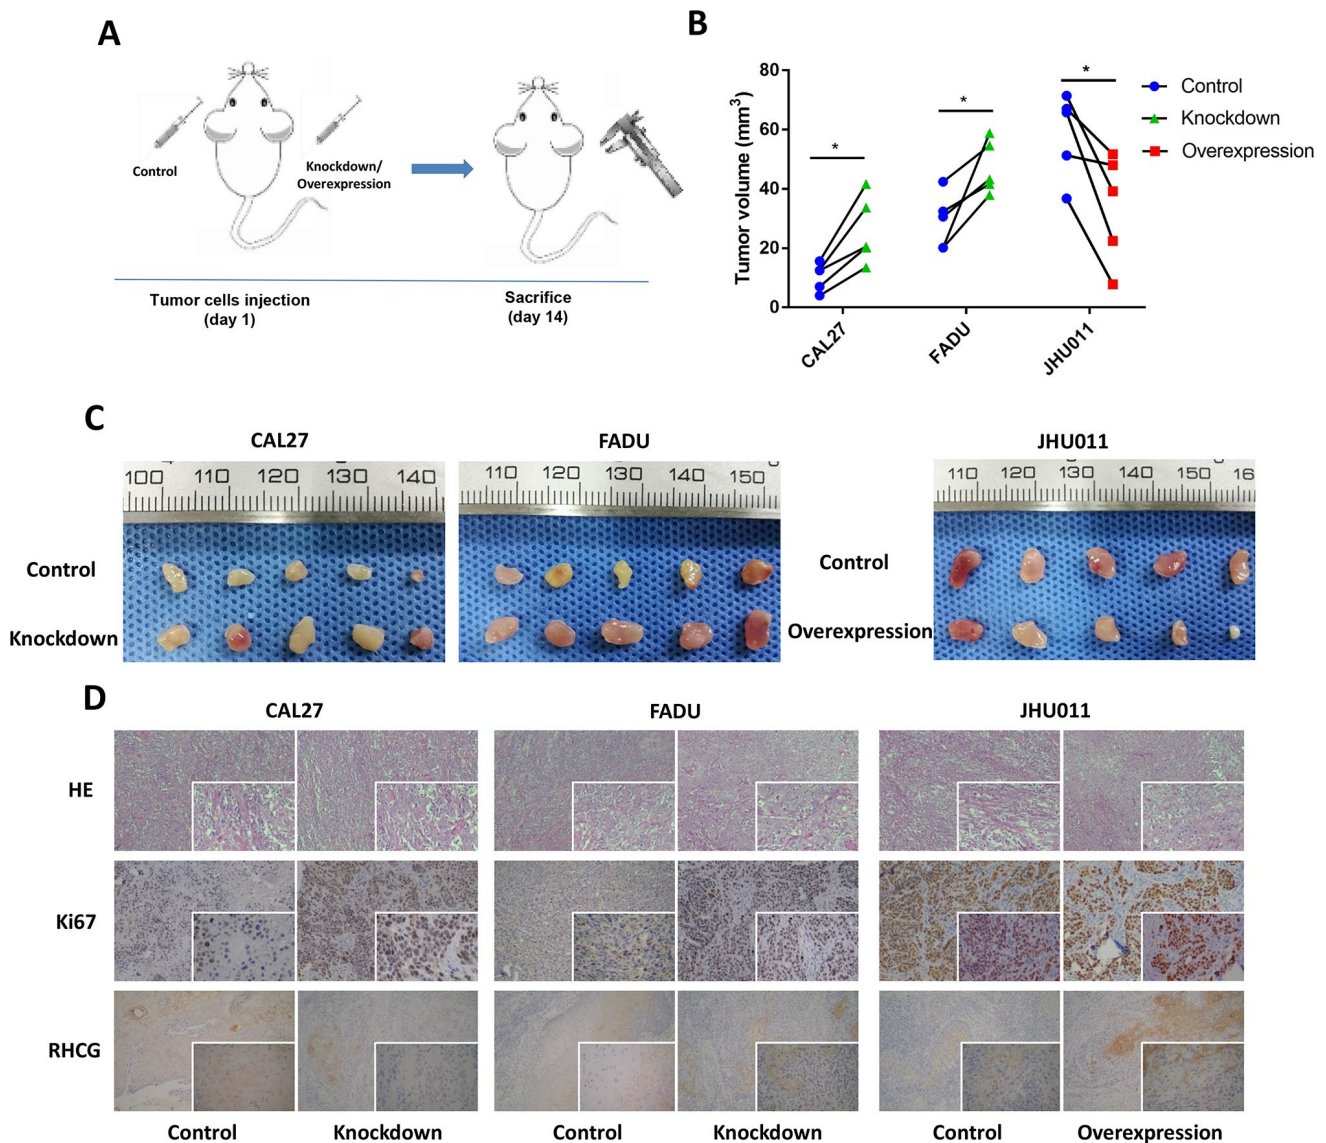 A
Control
Knockdown/
Overexpression
Tumor cells injection
(day 1)
Sacrifice
(day 14)
B
Tumor volume (mm³)
80
60
40
20
0
*
*
*
CAL27
FADU
JHU011
Control
Knockdown
Overexpression
C
CAL27
FADU
JHU011
100 110 120 130 140
110 120 130 140 150
110 120 130 140 150 16
Control
Knockdown
Control
Overexpression
D
CAL27
FADU
JHU011
HE
Ki67
RHCG
Control
Knockdown
Control
Knockdown
Control
Overexpression